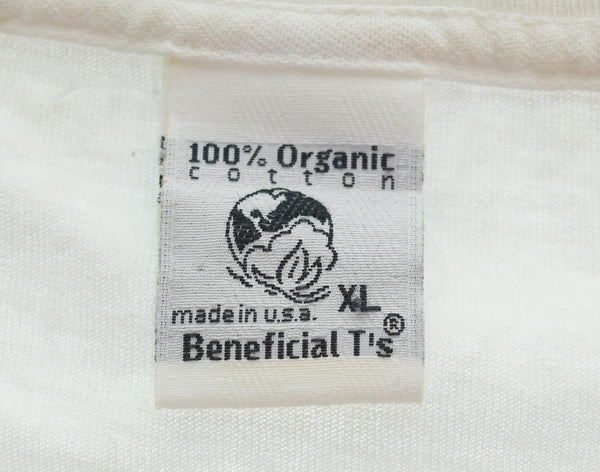 100% Organic
cotton
XL
made in u.s.a.
Beneficial T's®